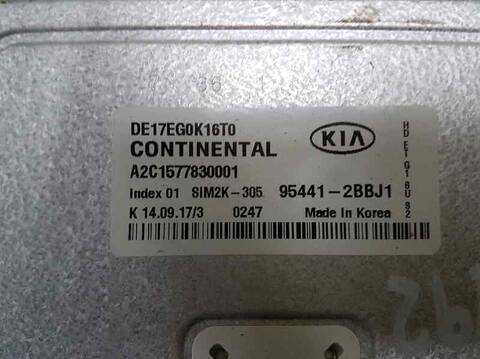 DE17EG0K16T0
CONTINENTAL
KIA
A2C1577830001
Index 01 SIM2K-305 95441-2BBJ1
K 14.09.17/3 0247 Made In Korea